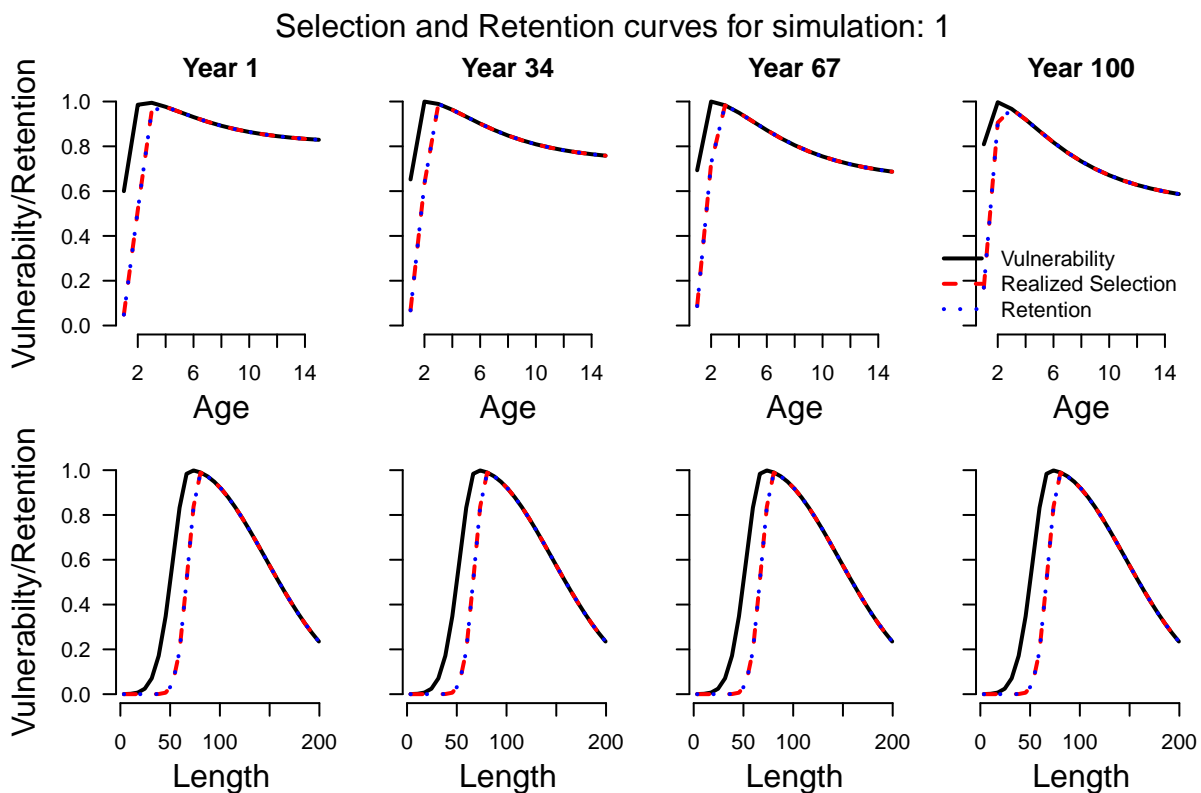 Selection and Retention curves for simulation: 1
Year 1 Year 34 Year 67 Year 100
Vulnerabilty/Retention
1.0
0.8
0.6
0.4
0.2
0.0
Vulnerability
Realized Selection
Retention
2 6 10 14 2 6 10 14 2 6 10 14 2 6 10 14
Age Age Age Age
Vulnerabilty/Retention
1.0
0.8
0.6
0.4
0.2
0.0
0 50 100 200 0 50 100 200 0 50 100 200 0 50 100 200
Length Length Length Length